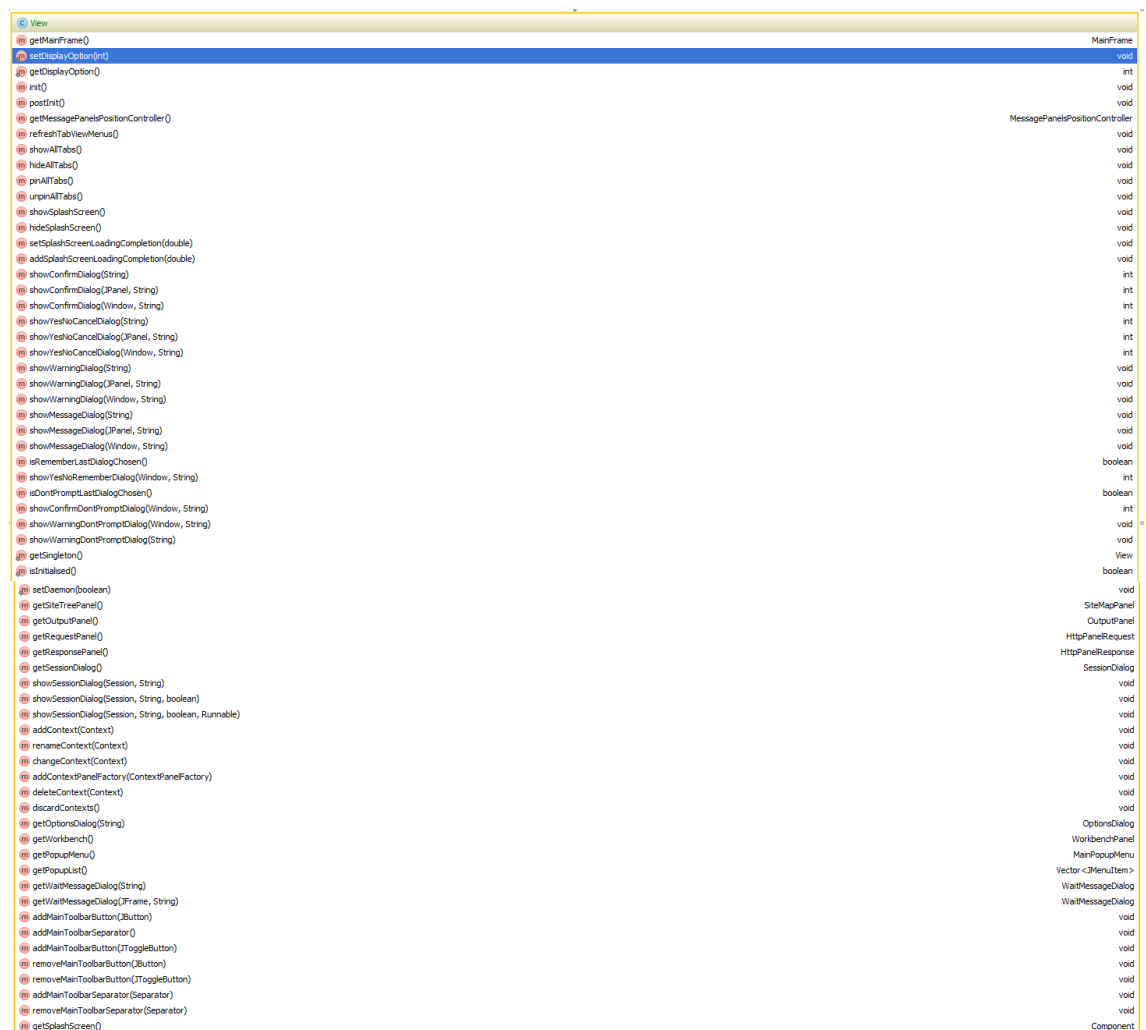 C View
m getMainFrame() MainFrame
m setDisplayOption(int) void
m getDisplayOption() int
m init() void
m postInit() void
m getMessagePanelsPositionController() MessagePanelsPositionController
m refreshTabViewMenus() void
m showAllTabs() void
m hideAllTabs() void
m pinAllTabs() void
m unpinAllTabs() void
m showSplashScreen() void
m hideSplashScreen() void
m setSplashScreenLoadingCompletion(double) void
m addSplashScreenLoadingCompletion(double) void
m showConfirmDialog(String) int
m showConfirmDialog(JPanel, String) int
m showConfirmDialog(Window, String) int
m showYesNoCancelDialog(String) int
m showYesNoCancelDialog(JPanel, String) int
m showYesNoCancelDialog(Window, String) int
m showWarningDialog(String) void
m showWarningDialog(JPanel, String) void
m showWarningDialog(Window, String) void
m showMessageDialog(String) void
m showMessageDialog(JPanel, String) void
m showMessageDialog(Window, String) void
m isRememberLastDialogChosen() boolean
m showYesNoRememberDialog(Window, String) int
m isDontPromptLastDialogChosen() boolean
m showConfirmDontPromptDialog(Window, String) int
m showWarningDontPromptDialog(Window, String) void
m showWarningDontPromptDialog(String) void
m getSingleton() View
m isInitialised() boolean
m setDaemon(boolean) void
m getSiteTreePanel() SiteMapPanel
m getOutputPanel() OutputPanel
m getRequestPanel() HttpPanelRequest
m getResponsePanel() HttpPanelResponse
m getSessionDialog() SessionDialog
m showSessionDialog(Session, String) void
m showSessionDialog(Session, String, boolean) void
m showSessionDialog(Session, String, boolean, Runnable) void
m addContext(Context) void
m renameContext(Context) void
m changeContext(Context) void
m addContextPanelFactory(ContextPanelFactory) void
m deleteContext(Context) void
m discardContexts() void
m getOptionsDialog(String) OptionsDialog
m getWorkbench() WorkbenchPanel
m getPopupMenu() MainPopupMenu
m getPopupList() Vector<JMenuItem>
m getWaitMessageDialog(String) WaitMessageDialog
m getWaitMessageDialog(JFrame, String) WaitMessageDialog
m addMainToolbarButton(JButton) void
m addMainToolbarSeparator() void
m addMainToolbarButton(JToggleButton) void
m removeMainToolbarButton(JButton) void
m removeMainToolbarButton(JToggleButton) void
m addMainToolbarSeparator(Separator) void
m removeMainToolbarSeparator(Separator) void
m getSplashScreen() Component